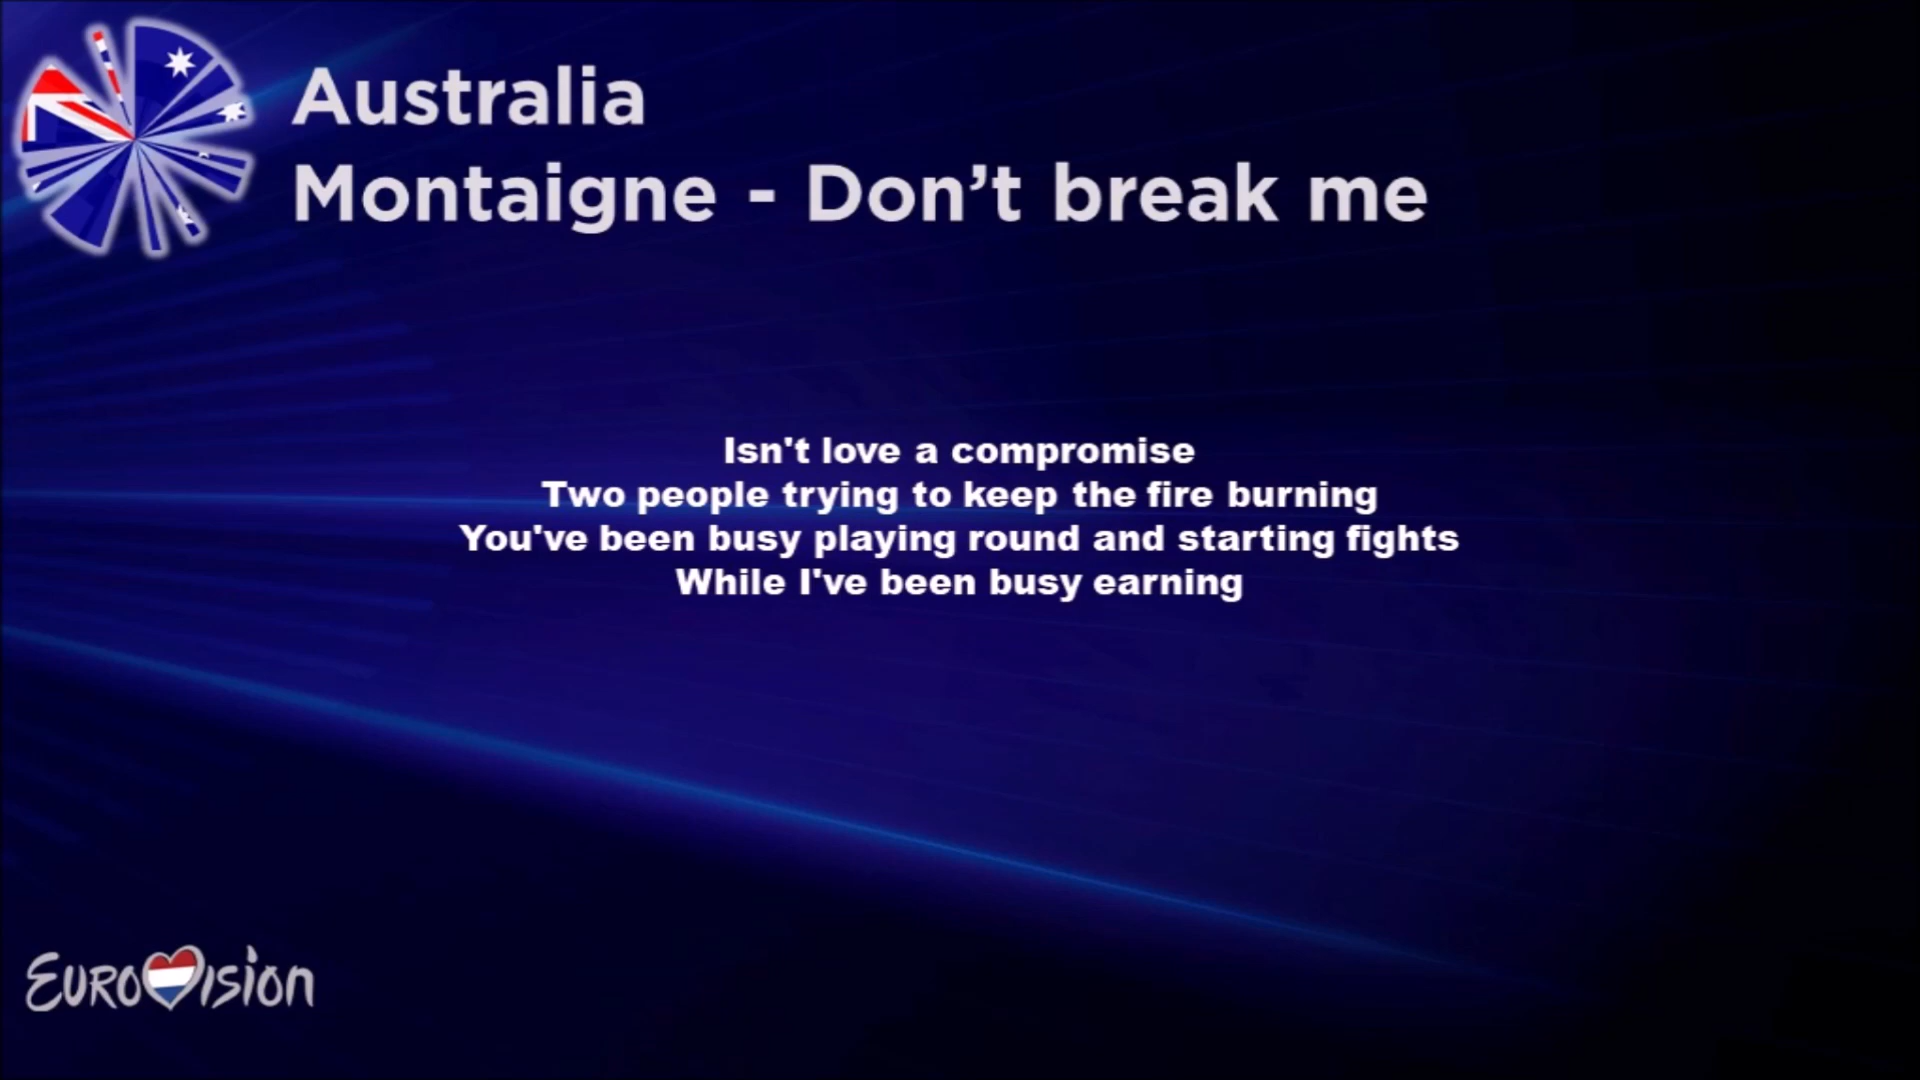 Australia
Montaigne - Don’t break me
Isn't love a compromise
Two people trying to keep the fire burning
You've been busy playing round and starting fights
While I've been busy earning
Eurovision